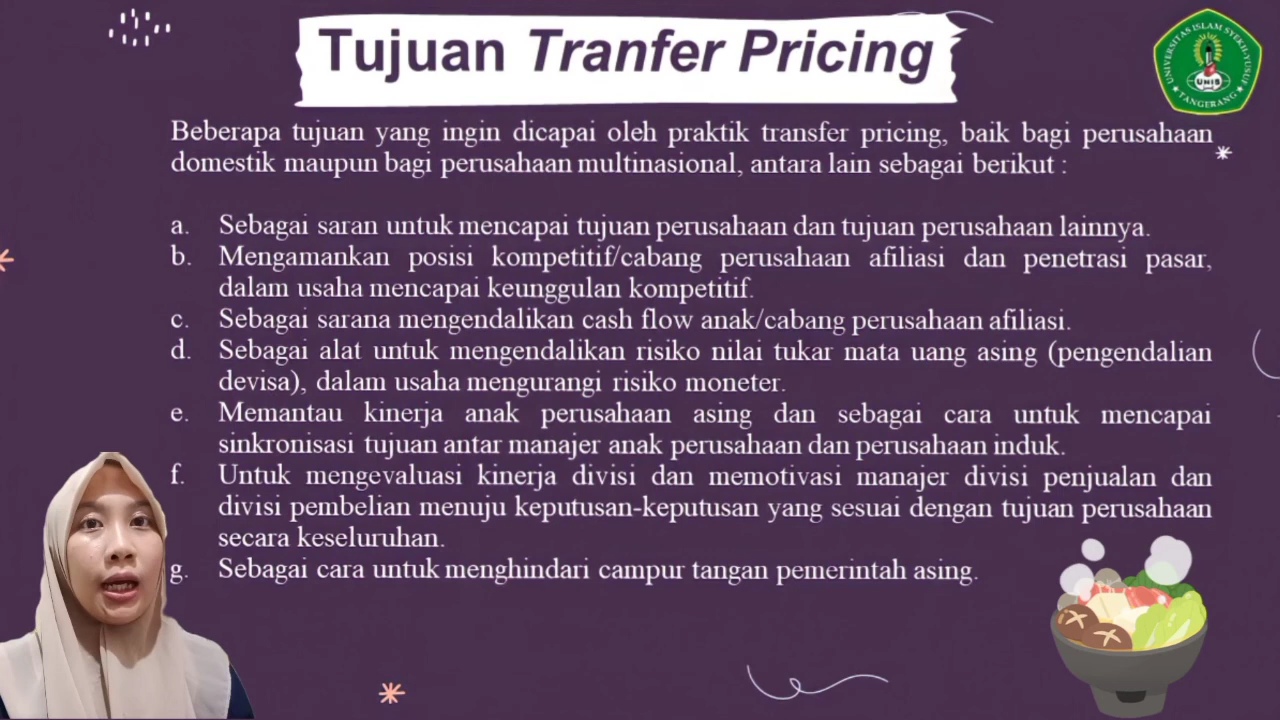 Tujuan Tranfer Pricing
UNIVERSITAS ISLAM SYEKH-YUSUF
UNIS
TANGERANG
Beberapa tujuan yang ingin dicapai oleh praktik transfer pricing, baik bagi perusahaan
domestik maupun bagi perusahaan multinasional, antara lain sebagai berikut :
a. Sebagai saran untuk mencapai tujuan perusahaan dan tujuan perusahaan lainnya.
b. Mengamankan posisi kompetitif/cabang perusahaan afiliasi dan penetrasi pasar,
dalam usaha mencapai keunggulan kompetitif.
c. Sebagai sarana mengendalikan cash flow anak/cabang perusahaan afiliasi.
d. Sebagai alat untuk mengendalikan risiko nilai tukar mata uang asing (pengendalian
devisa), dalam usaha mengurangi risiko moneter.
e. Memantau kinerja anak perusahaan asing dan sebagai cara untuk mencapai
sinkronisasi tujuan antar manajer anak perusahaan dan perusahaan induk.
f. Untuk mengevaluasi kinerja divisi dan memotivasi manajer divisi penjualan dan
divisi pembelian menuju keputusan-keputusan yang sesuai dengan tujuan perusahaan
secara keseluruhan.
g. Sebagai cara untuk menghindari campur tangan pemerintah asing.